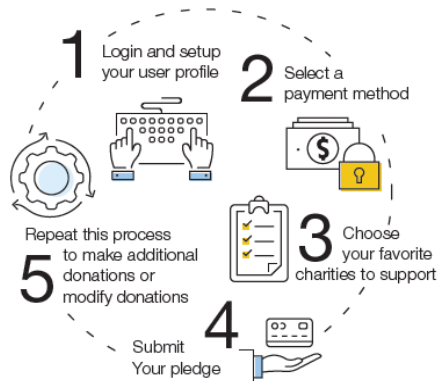 1 Login and setup
your user profile
2 Select a
payment method
$
3 Choose
your favorite
charities to support
4 Submit
Your pledge
5 Repeat this process
to make additional
donations or
modify donations